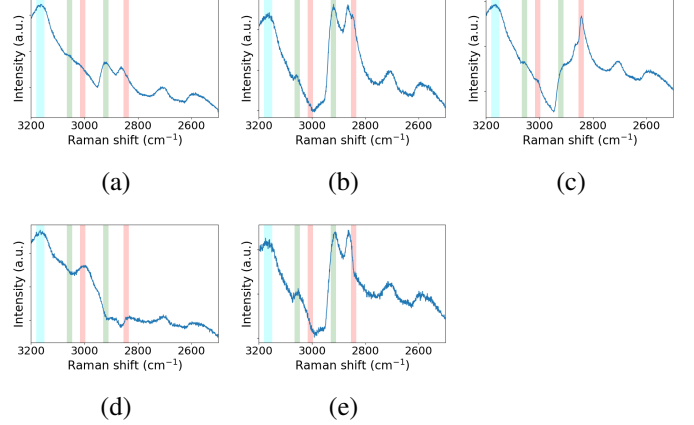 Intensity (a.u.)
3200 3000 2800 2600
Raman shift (cm⁻¹)
(a)
Intensity (a.u.)
3200 3000 2800 2600
Raman shift (cm⁻¹)
(b)
Intensity (a.u.)
3200 3000 2800 2600
Raman shift (cm⁻¹)
(c)
Intensity (a.u.)
3200 3000 2800 2600
Raman shift (cm⁻¹)
(d)
Intensity (a.u.)
3200 3000 2800 2600
Raman shift (cm⁻¹)
(e)